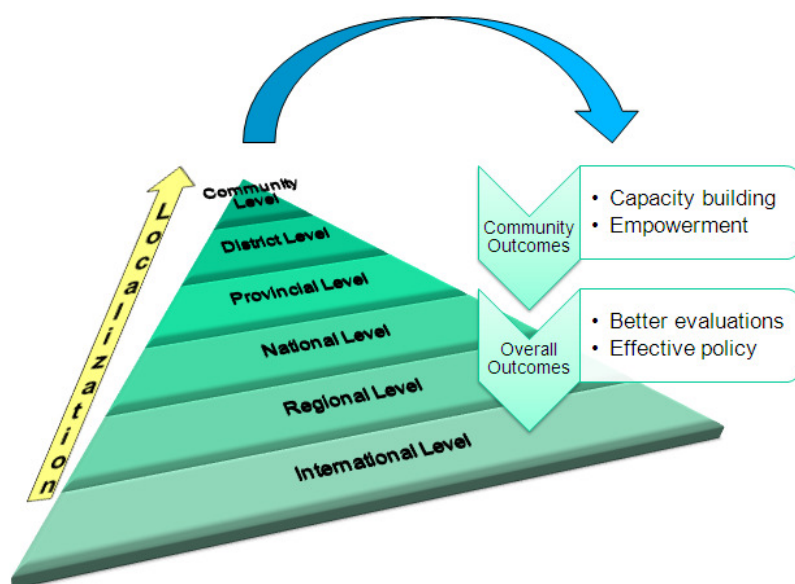 Localization
Community
Level
District Level
Provincial Level
National Level
Regional Level
International Level
Community
Outcomes
• Capacity building
• Empowerment
Overall
Outcomes
• Better evaluations
• Effective policy